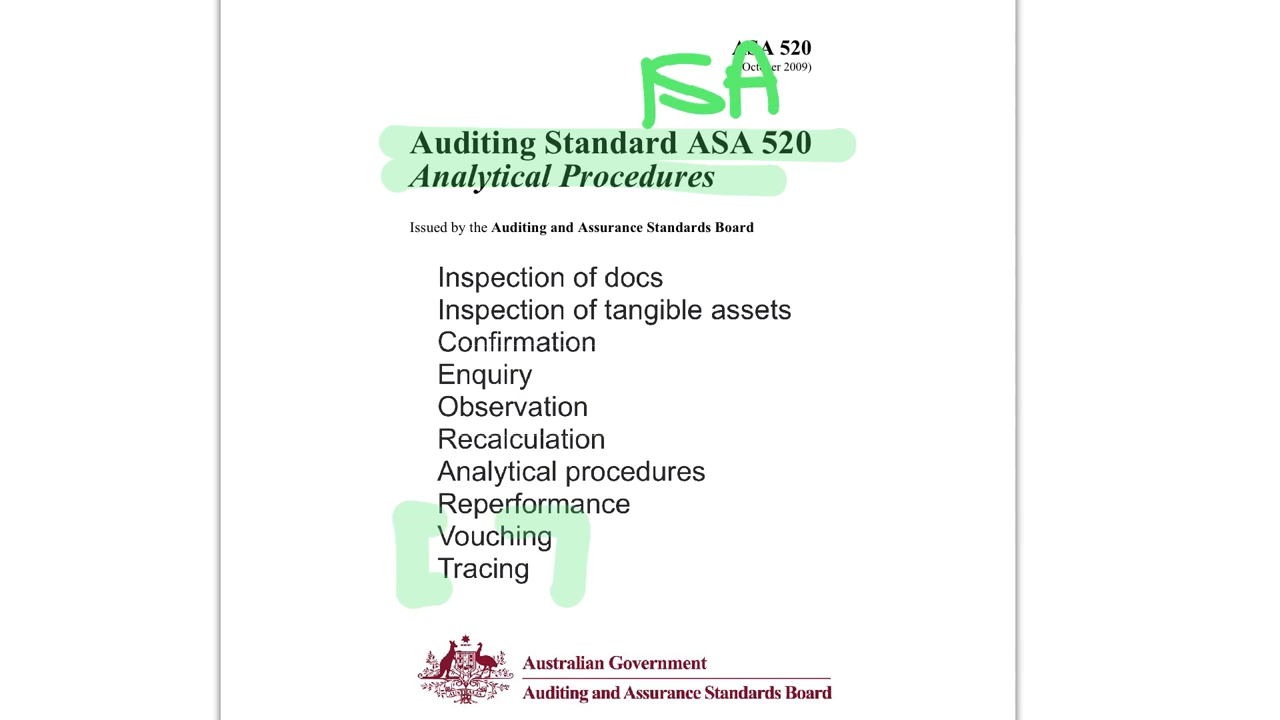 ASA 520
(October 2009)
ISA
Auditing Standard ASA 520
Analytical Procedures
Issued by the Auditing and Assurance Standards Board
Inspection of docs
Inspection of tangible assets
Confirmation
Enquiry
Observation
Recalculation
Analytical procedures
Reperformance
Vouching
Tracing
Australian Government
Auditing and Assurance Standards Board